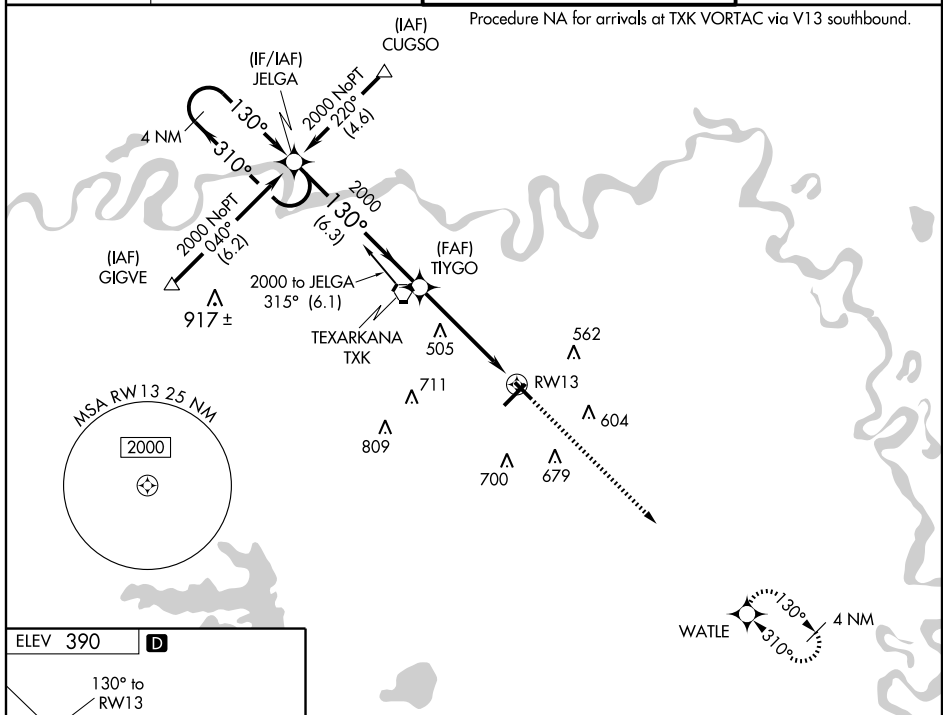 Procedure NA for arrivals at TXK VORTAC via V13 southbound.
(IAF)
CUGSO
(IF/IAF)
JELGA
2000 NoPT
220°
(4.6)
130°
4 NM
310°
2000
130°
(6.3)
2000 NoPT
040°
(6.2)
(IAF)
GIGVE
(FAF)
TIYGO
2000 to JELGA
315° (6.1)
917 ±
TEXARKANA
TXK
505
562
RW13
711
604
809
700
679
MSA RW13 25 NM
2000
WATLE
130°
310°
4 NM
ELEV 390
D
130° to
RW13